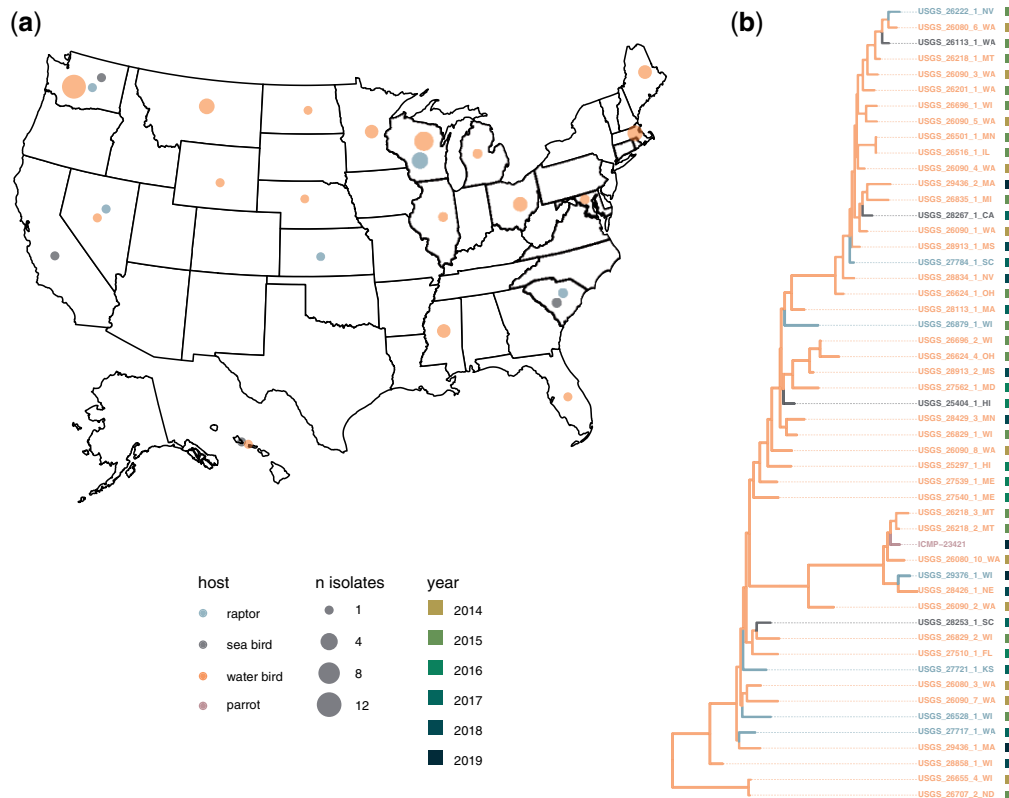 (a)
host
raptor
sea bird
water bird
parrot
n isolates
1
4
8
12
year
2014
2015
2016
2017
2018
2019
(b)
USGS_26222_1_NV
USGS_26080_6_WA
USGS_26113_1_WA
USGS_26218_1_MT
USGS_26090_3_WA
USGS_26201_1_WA
USGS_26696_1_WI
USGS_26090_5_WA
USGS_26501_1_MN
USGS_26516_1_IL
USGS_26090_4_WA
USGS_29436_2_MA
USGS_26835_1_MI
USGS_28267_1_CA
USGS_26090_1_WA
USGS_28913_1_MS
USGS_27784_1_SC
USGS_28834_1_NV
USGS_26624_1_OH
USGS_28113_1_MA
USGS_26879_1_WI
USGS_26696_2_WI
USGS_26624_4_OH
USGS_28913_2_MS
USGS_27562_1_MD
USGS_25404_1_HI
USGS_28429_3_MN
USGS_26829_1_WI
USGS_26090_8_WA
USGS_25297_1_HI
USGS_27539_1_ME
USGS_27540_1_ME
USGS_26218_3_MT
USGS_26218_2_MT
ICMP−23421
USGS_26080_10_WA
USGS_29376_1_WI
USGS_28426_1_NE
USGS_26090_2_WA
USGS_28253_1_SC
USGS_26829_2_WI
USGS_27510_1_FL
USGS_27721_1_KS
USGS_26080_3_WA
USGS_26090_7_WA
USGS_26528_1_WI
USGS_27717_1_WA
USGS_29436_1_MA
USGS_28858_1_WI
USGS_26655_4_WI
USGS_26707_2_ND